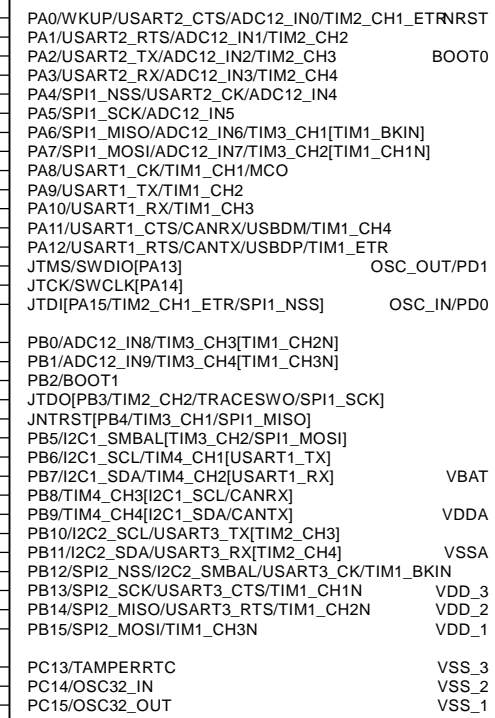 PA0/WKUP/USART2_CTS/ADC12_IN0/TIM2_CH1_ETR NRST
PA1/USART2_RTS/ADC12_IN1/TIM2_CH2
PA2/USART2_TX/ADC12_IN2/TIM2_CH3 BOOT0
PA3/USART2_RX/ADC12_IN3/TIM2_CH4
PA4/SPI1_NSS/USART2_CK/ADC12_IN4
PA5/SPI1_SCK/ADC12_IN5
PA6/SPI1_MISO/ADC12_IN6/TIM3_CH1[TIM1_BKIN]
PA7/SPI1_MOSI/ADC12_IN7/TIM3_CH2[TIM1_CH1N]
PA8/USART1_CK/TIM1_CH1/MCO
PA9/USART1_TX/TIM1_CH2
PA10/USART1_RX/TIM1_CH3
PA11/USART1_CTS/CANRX/USBDM/TIM1_CH4
PA12/USART1_RTS/CANTX/USBDP/TIM1_ETR
JTMS/SWDIO[PA13] OSC_OUT/PD1
JTCK/SWCLK[PA14]
JTDI[PA15/TIM2_CH1_ETR/SPI1_NSS] OSC_IN/PD0
PB0/ADC12_IN8/TIM3_CH3[TIM1_CH2N]
PB1/ADC12_IN9/TIM3_CH4[TIM1_CH3N]
PB2/BOOT1
JTDO[PB3/TIM2_CH2/TRACESWO/SPI1_SCK]
JNTRST[PB4/TIM3_CH1/SPI1_MISO]
PB5/I2C1_SMBAL[TIM3_CH2/SPI1_MOSI]
PB6/I2C1_SCL/TIM4_CH1[USART1_TX]
PB7/I2C1_SDA/TIM4_CH2[USART1_RX] VBAT
PB8/TIM4_CH3[I2C1_SCL/CANRX]
PB9/TIM4_CH4[I2C1_SDA/CANTX] VDDA
PB10/I2C2_SCL/USART3_TX[TIM2_CH3]
PB11/I2C2_SDA/USART3_RX[TIM2_CH4] VSSA
PB12/SPI2_NSS/I2C2_SMBAL/USART3_CK/TIM1_BKIN
PB13/SPI2_SCK/USART3_CTS/TIM1_CH1N VDD_3
PB14/SPI2_MISO/USART3_RTS/TIM1_CH2N VDD_2
PB15/SPI2_MOSI/TIM1_CH3N VDD_1
PC13/TAMPERRTC VSS_3
PC14/OSC32_IN VSS_2
PC15/OSC32_OUT VSS_1